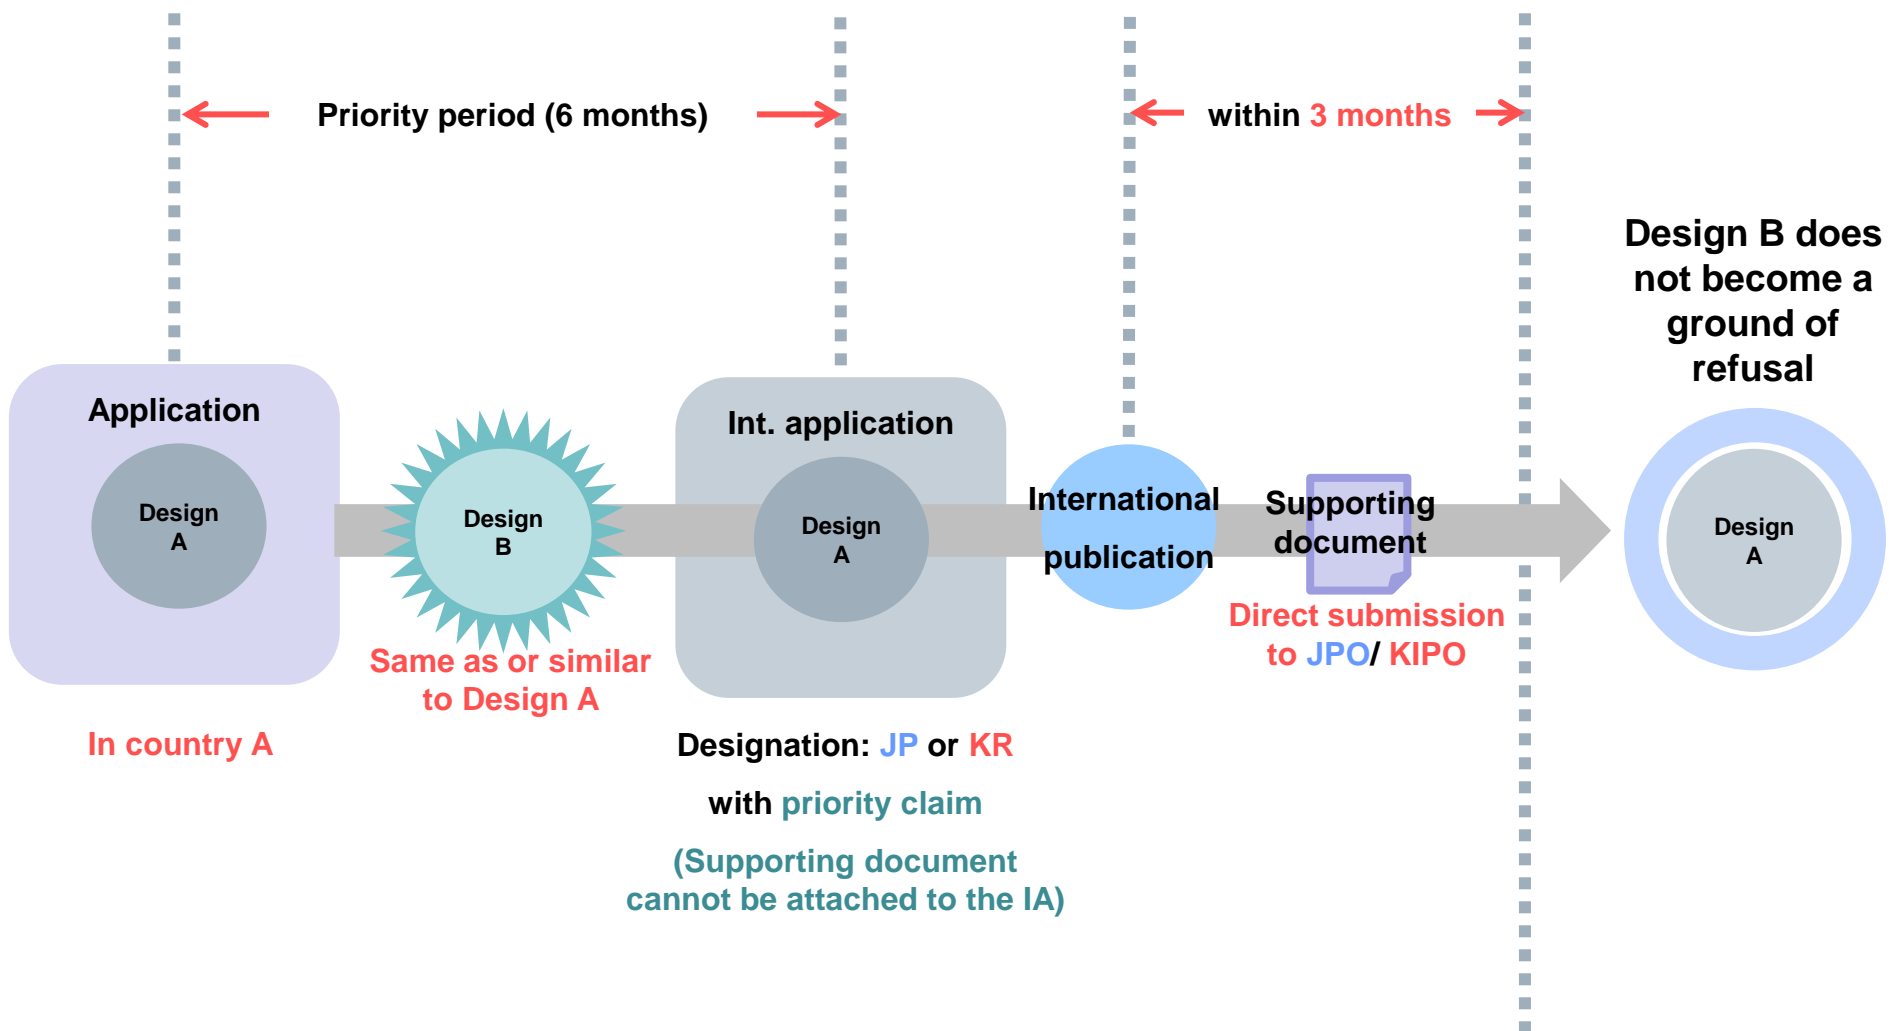 Priority period (6 months)
within 3 months
Application
Design
A
In country A
Design
B
Same as or similar
to Design A
Int. application
Design
A
Designation: JP or KR
with priority claim
(Supporting document
cannot be attached to the IA)
International
publication
Supporting
document
Direct submission
to JPO/ KIPO
Design B does
not become a
ground of
refusal
Design
A